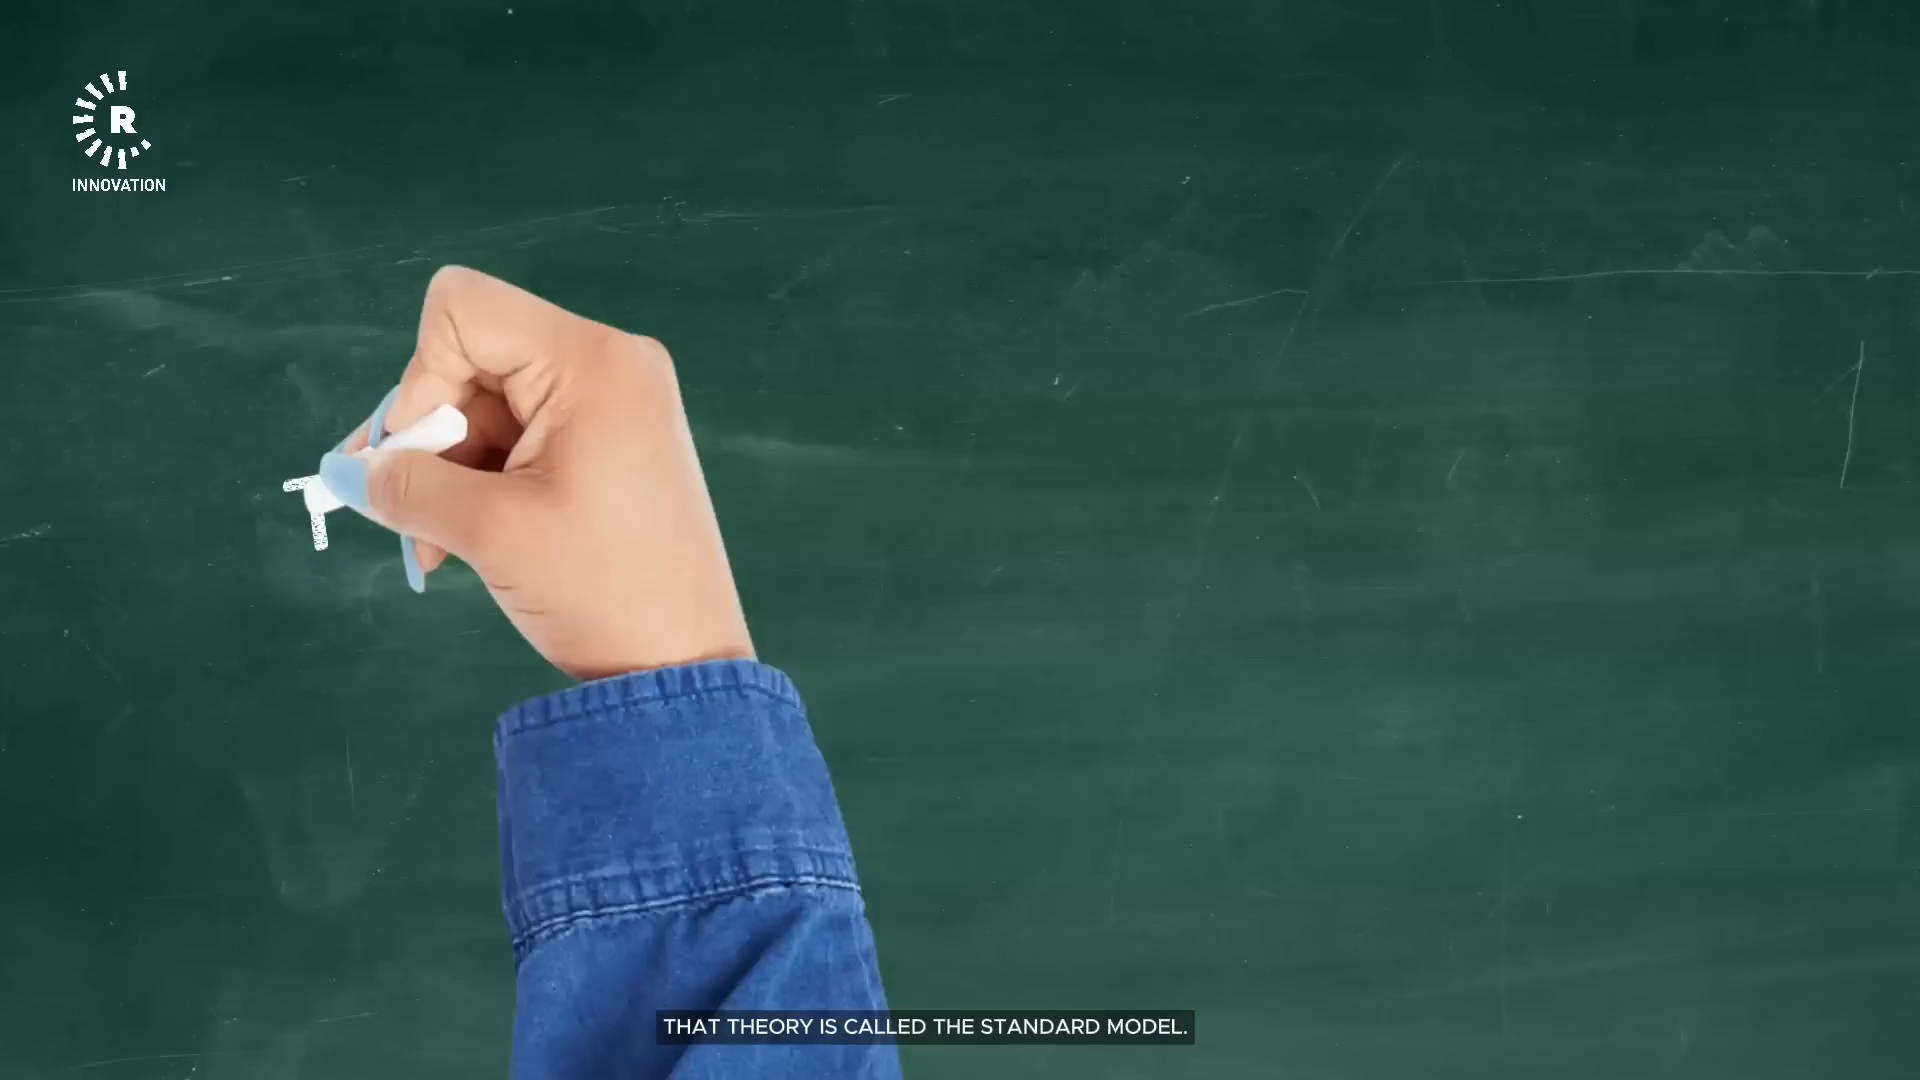 R
INNOVATION
THAT THEORY IS CALLED THE STANDARD MODEL.